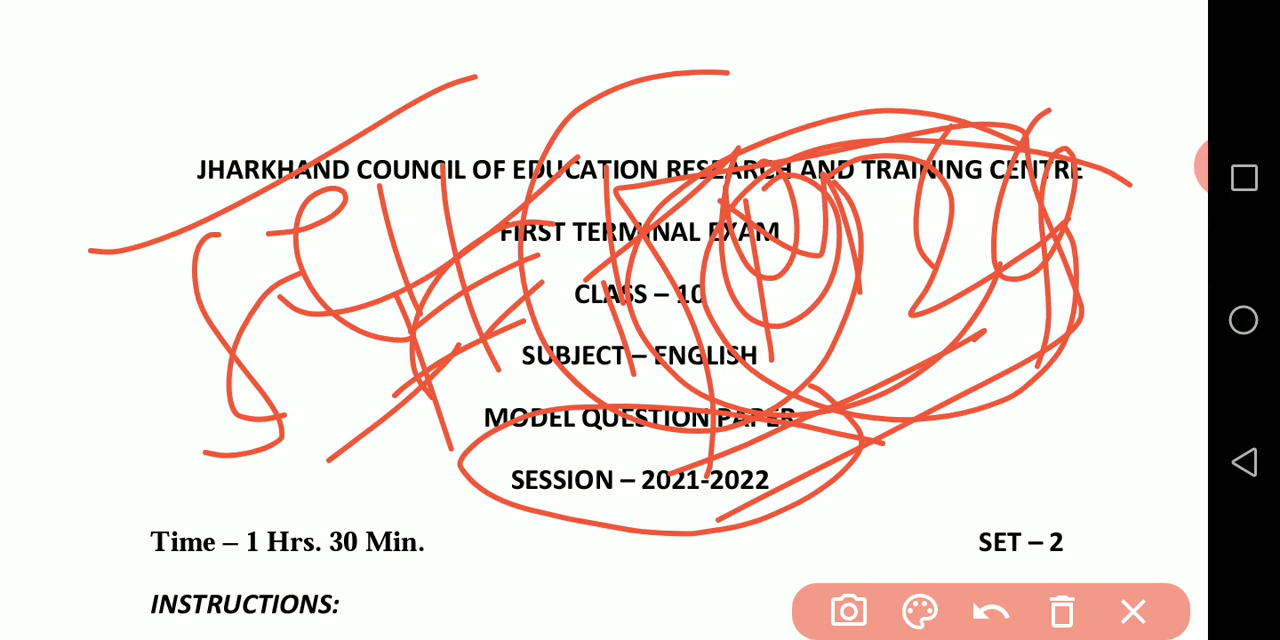 JHARKHAND COUNCIL OF EDUCATION RESEARCH AND TRAINING CENTRE
FIRST TERMINAL EXAM
CLASS – 10
SUBJECT – ENGLISH
MODEL QUESTION PAPER
SESSION – 2021-2022
Time – 1 Hrs. 30 Min. SET – 2
INSTRUCTIONS: